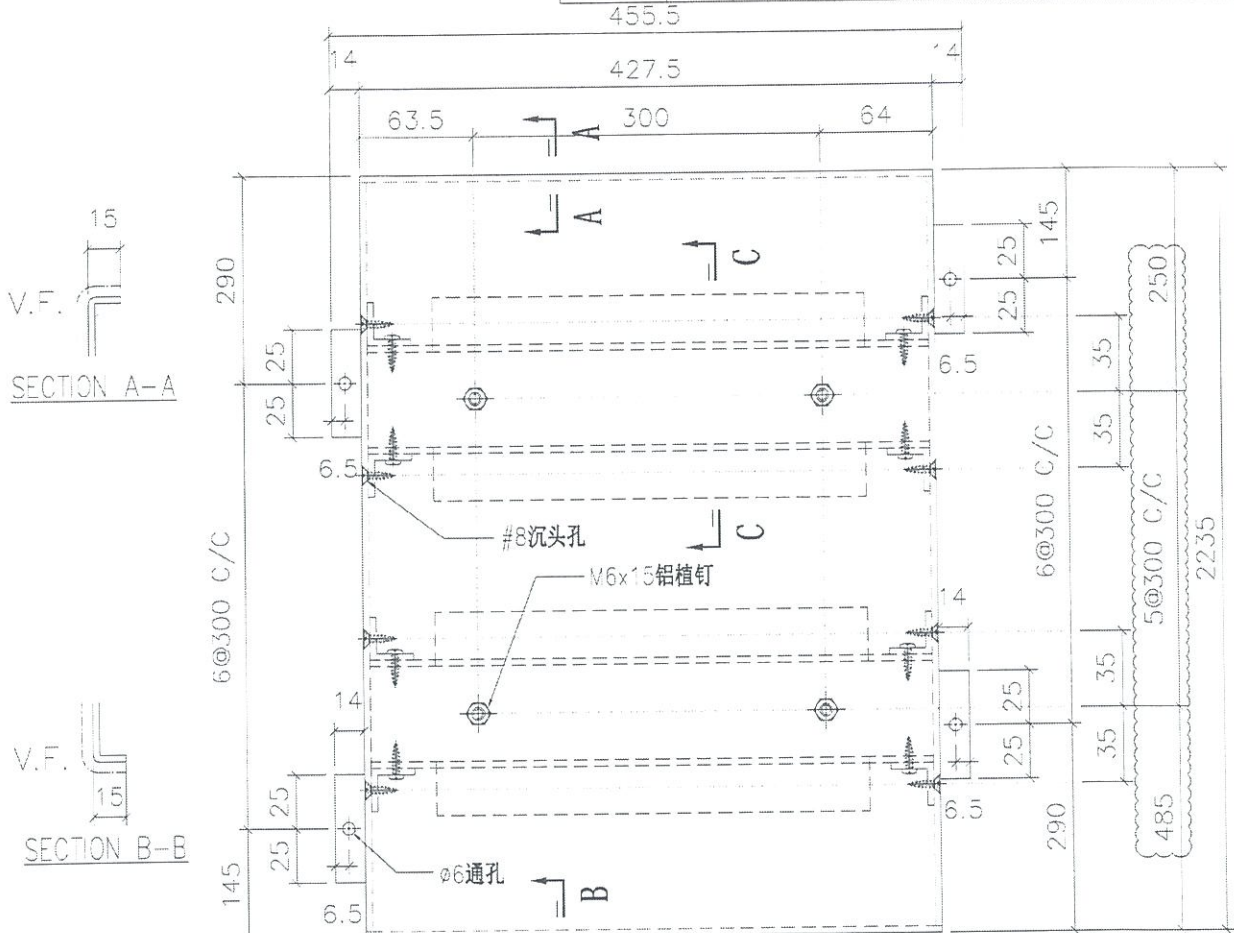 455.5
14
14
427.5
63.5
300
64
A
A
C
15
V.F.
SECTION A-A
290
25
25
6.5
6@300 C/C
145
25
25
6.5
35
35
250
5@300 C/C
6@300 C/C
2235
C
#8沉头孔
M6x15铝植钉
14
14
25
25
6.5
35
35
485
290
V.F.
15
SECTION B-B
25
25
145
6.5
ø6通孔
B